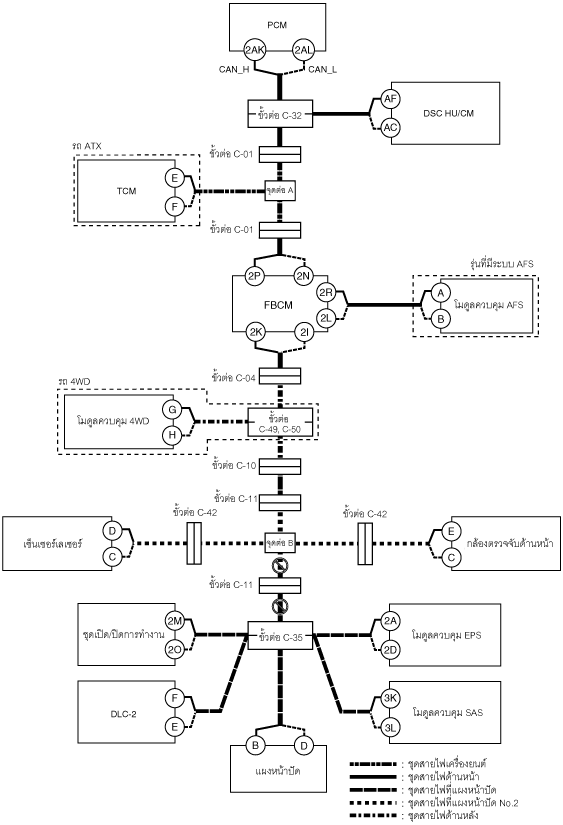 PCM
2AK
2AL
CAN_H
CAN_L
ขั้วต่อ C-32
AF
AC
DSC HU/CM
ขั้วต่อ C-01
รถ ATX
TCM
E
F
จุดต่อ A
ขั้วต่อ C-01
2P
2N
รุ่นที่มีระบบ AFS
FBCM
2R
2L
A
B
โมดูลควบคุม AFS
2K
2I
ขั้วต่อ C-04
รถ 4WD
โมดูลควบคุม 4WD
G
H
ขั้วต่อ
C-49, C-50
ขั้วต่อ C-10
ขั้วต่อ C-11
ขั้วต่อ C-42
ขั้วต่อ C-42
เซ็นเซอร์เลเซอร์
D
C
จุดต่อ B
E
C
กล้องตรวจจับด้านหน้า
ขั้วต่อ C-11
ชุดเปิด/ปิดการทำงาน
2M
2O
ขั้วต่อ C-35
2A
2D
โมดูลควบคุม EPS
DLC-2
F
E
3K
3L
โมดูลควบคุม SAS
B
D
แผงหน้าปัด
: ชุดสายไฟเครื่องยนต์
: ชุดสายไฟด้านหน้า
: ชุดสายไฟที่แผงหน้าปัด
: ชุดสายไฟที่แผงหน้าปัด No.2
: ชุดสายไฟด้านหลัง